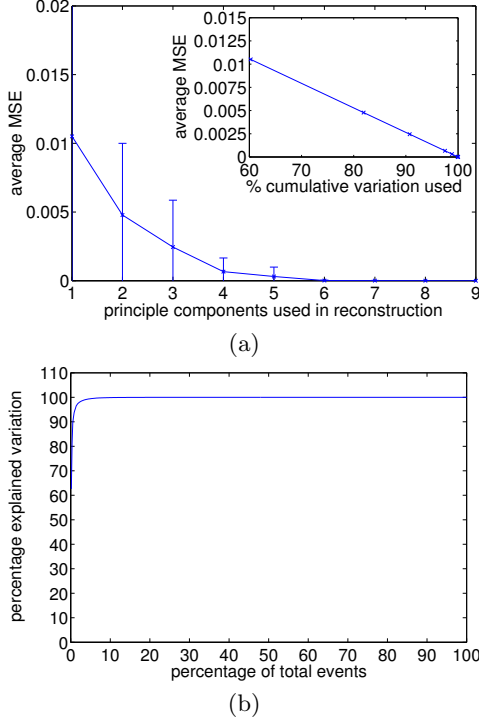 0.02
0.015
0.01
0.005
0
average MSE
1 2 3 4 5 6 7 8 9
principle components used in reconstruction
0.015
0.0125
0.01
0.0075
0.005
0.0025
0
average MSE
60 70 80 90 100
% cumulative variation used
(a)
110
100
90
80
70
60
50
40
30
20
10
0
percentage explained variation
0 10 20 30 40 50 60 70 80 90 100
percentage of total events
(b)